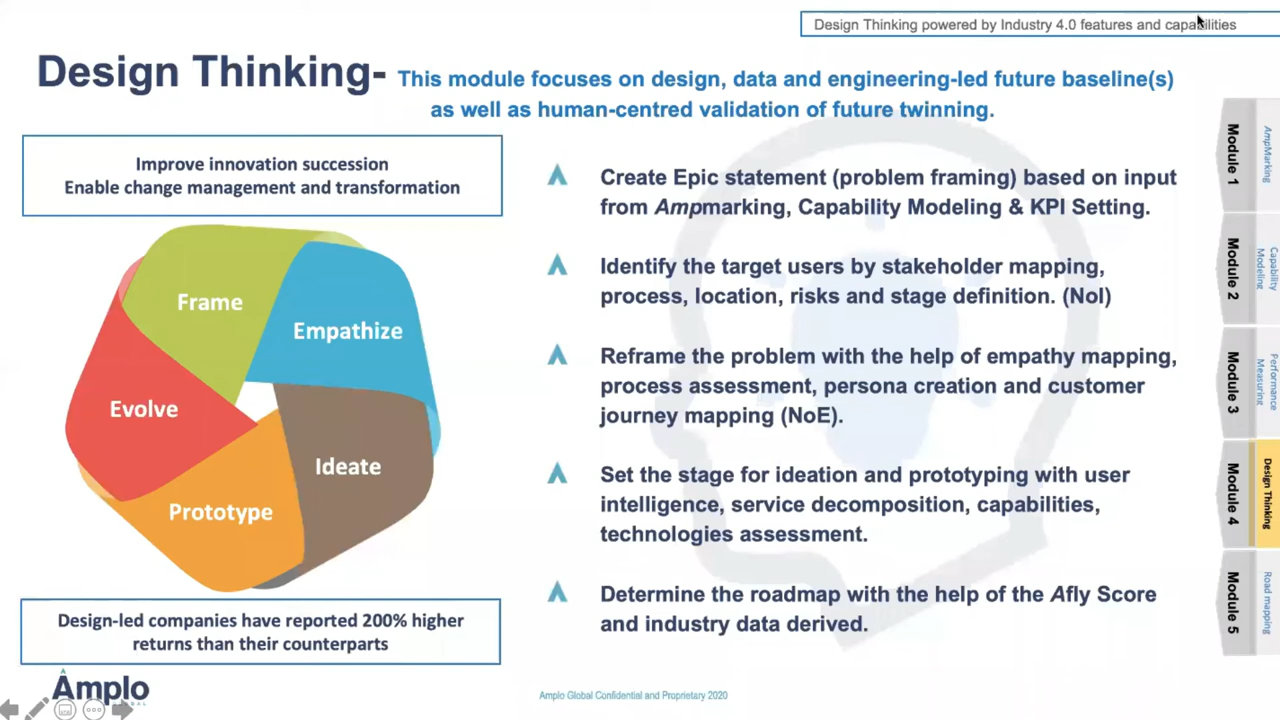 Design Thinking powered by Industry 4.0 features and capabilities
Design Thinking- This module focuses on design, data and engineering-led future baseline(s)
as well as human-centred validation of future twinning.
Improve innovation succession
Enable change management and transformation
Frame
Empathize
Evolve
Ideate
Prototype
Design-led companies have reported 200% higher
returns than their counterparts
Create Epic statement (problem framing) based on input
from Ampmarking, Capability Modeling & KPI Setting.
Identify the target users by stakeholder mapping,
process, location, risks and stage definition. (NoI)
Reframe the problem with the help of empathy mapping,
process assessment, persona creation and customer
journey mapping (NoE).
Set the stage for ideation and prototyping with user
intelligence, service decomposition, capabilities,
technologies assessment.
Determine the roadmap with the help of the Afly Score
and industry data derived.
Module 1
AmpMarking
Module 2
Capability
Modeling
Module 3
Performance
Measuring
Module 4
Design Thinking
Module 5
Road mapping
Amplo
Amplo Global Confidential and Proprietary 2020